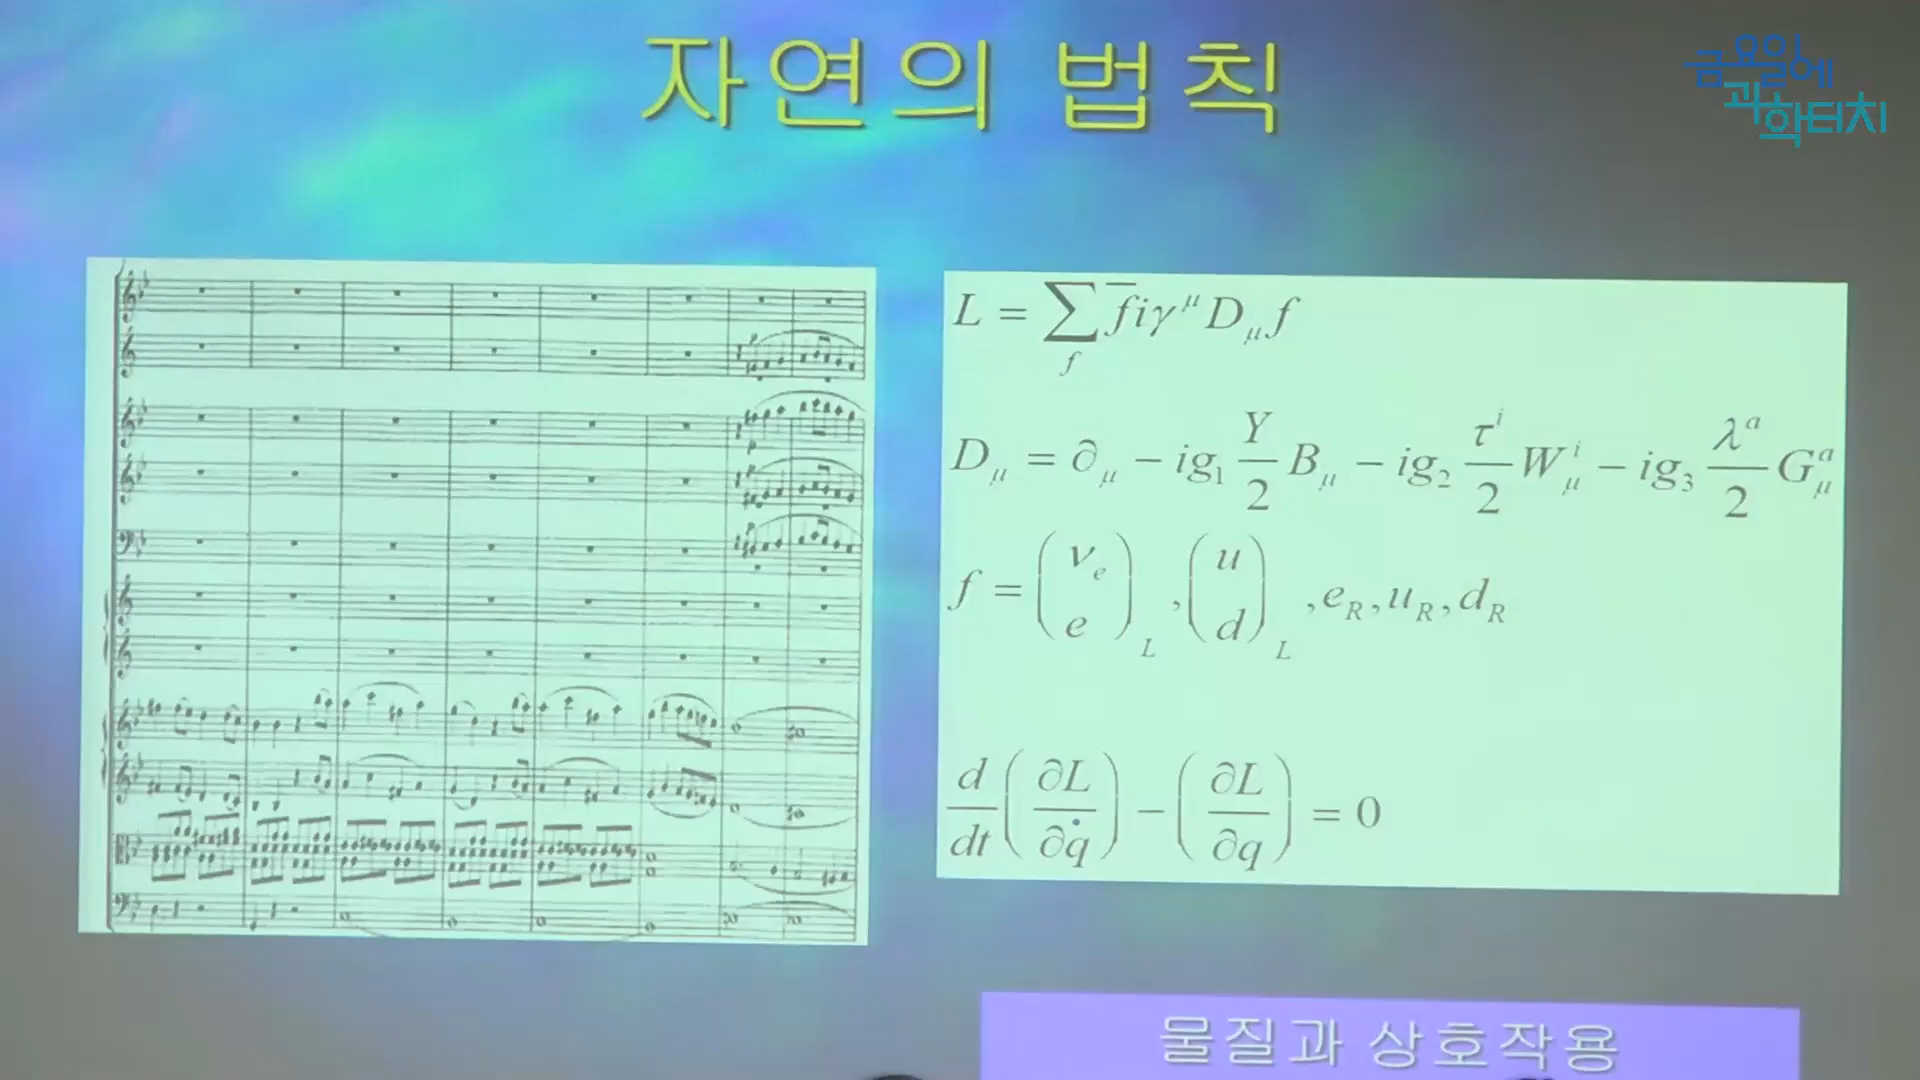 자연의 법칙
금요일에
과학터치
L = ∑_f f̄iγ^μ D_μ f
D_μ = ∂_μ − ig₁ Y/2 B_μ − ig₂ τ^i/2 W_μ^i − ig₃ λ^a/2 G_μ^a
f = (ν_e e)_L , (u d)_L , e_R, u_R, d_R
d/dt (∂L/∂q̇) − (∂L/∂q) = 0
물질과 상호작용